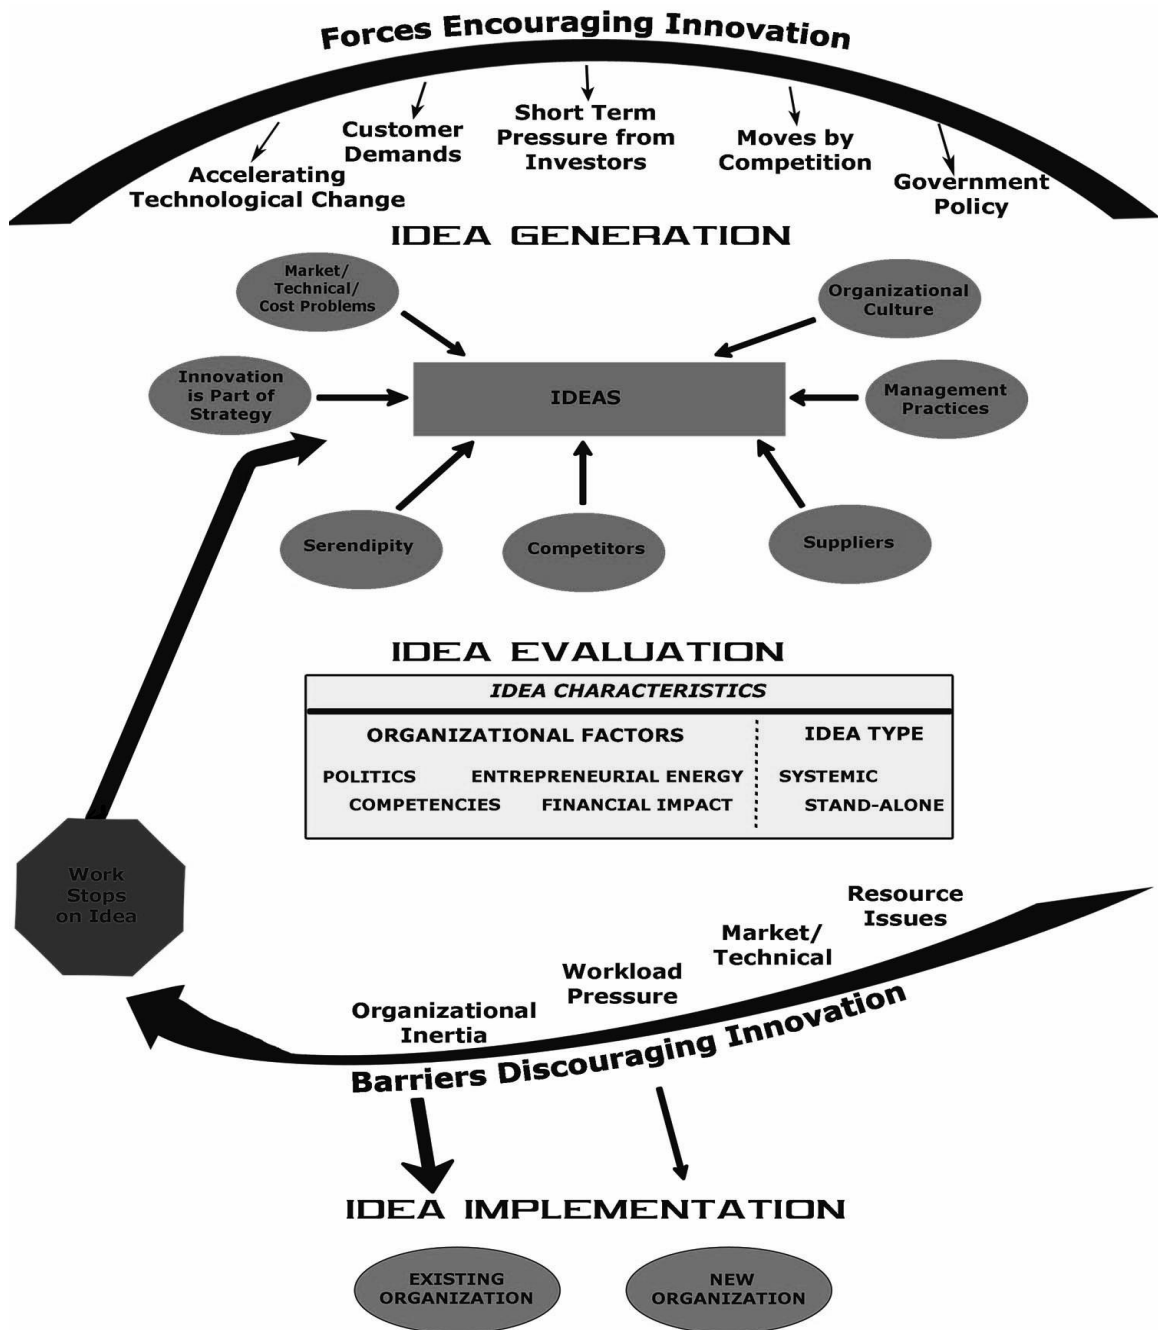 Forces Encouraging Innovation
Accelerating
Technological Change
Customer
Demands
Short Term
Pressure from
Investors
Moves by
Competition
Government
Policy
IDEA GENERATION
Market/
Technical/
Cost Problems
Organizational
Culture
Innovation
is Part of
Strategy
IDEAS
Management
Practices
Serendipity
Competitors
Suppliers
IDEA EVALUATION
IDEA CHARACTERISTICS
ORGANIZATIONAL FACTORS
IDEA TYPE
POLITICS
ENTREPRENEURIAL ENERGY
SYSTEMIC
COMPETENCIES
FINANCIAL IMPACT
STAND-ALONE
Work
Stops
on Idea
Resource
Issues
Market/
Technical
Workload
Pressure
Organizational
Inertia
Barriers Discouraging Innovation
IDEA IMPLEMENTATION
EXISTING
ORGANIZATION
NEW
ORGANIZATION